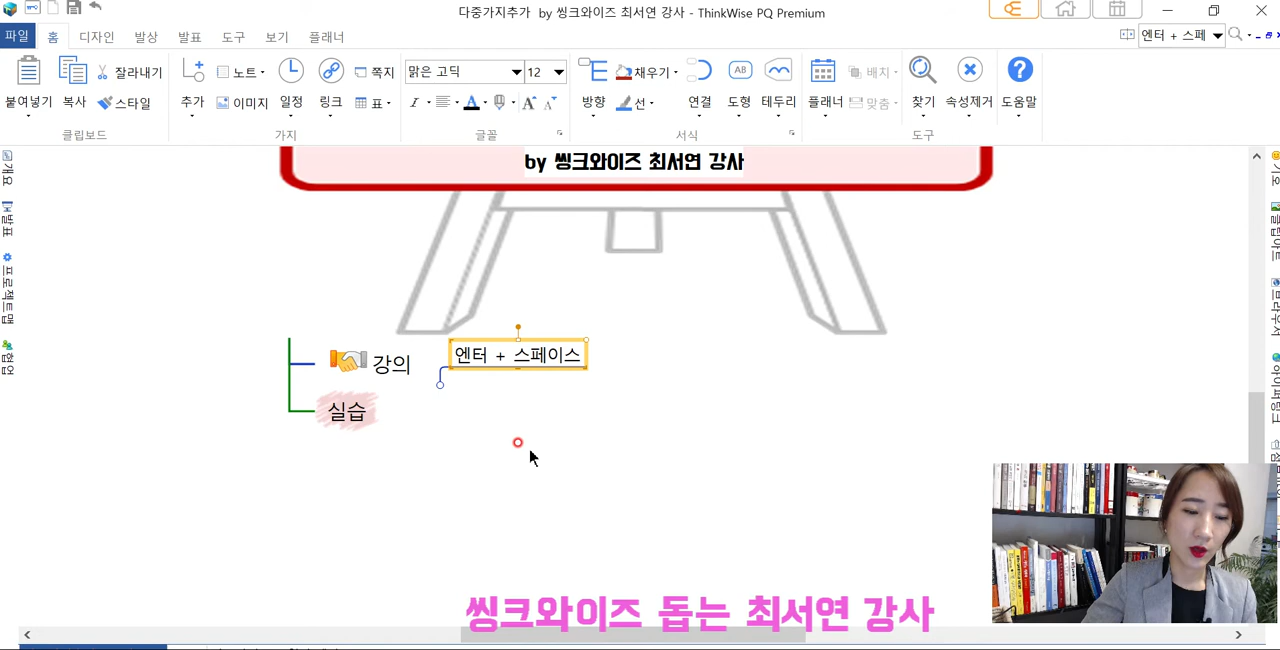 다중가지추가 by 씽크와이즈 최서연 강사 - ThinkWise PQ Premium
파일 홈 디자인 발상 발표 도구 보기 플래너
엔터 + 스페
붙여넣기 복사 잘라내기 스타일
클립보드
추가 노트 이미지 일정 링크 쪽지 표
가지
맑은 고딕 12
글꼴
방향 채우기 선 연결 AB 도형 테두리
서식
플래너 배치 맞춤 찾기 속성제거 도움말
도구
개요
발표
프로젝트맵
협업
by 씽크와이즈 최서연 강사
강의
엔터 + 스페이스
실습
씽크와이즈 돕는 최서연 강사